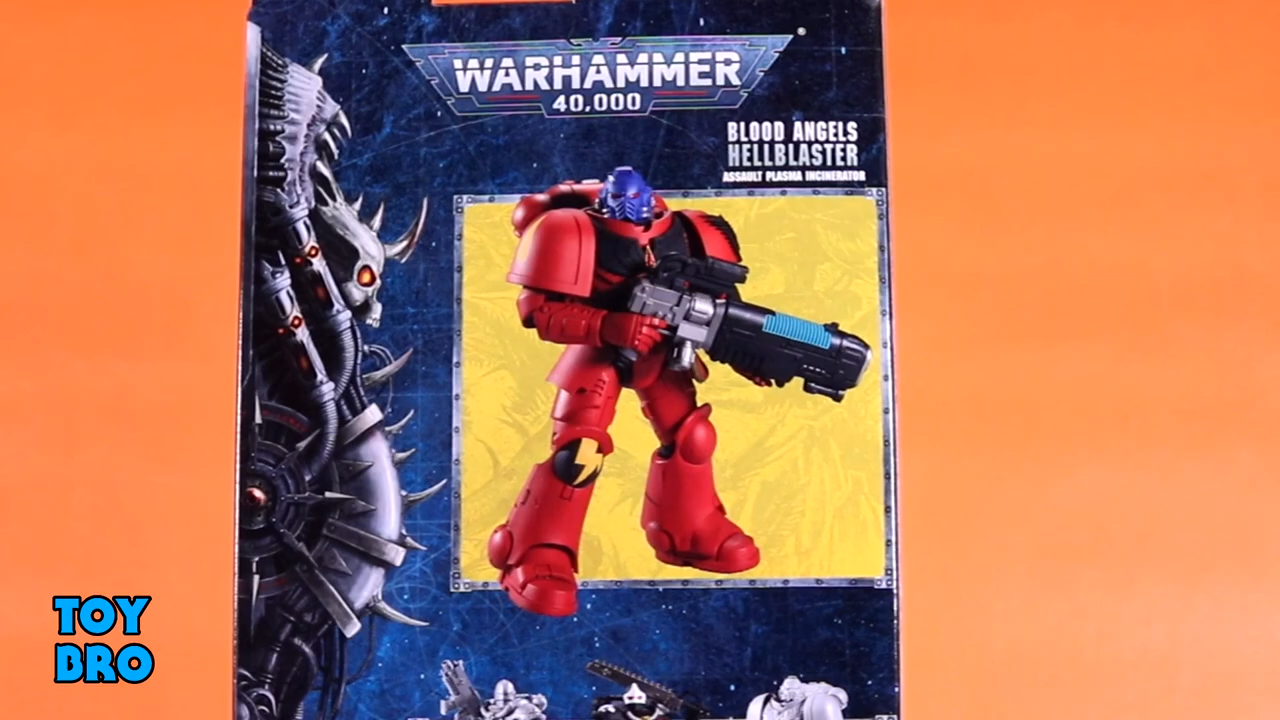 WARHAMMER
40,000
BLOOD ANGELS
HELLBLASTER
ASSAULT PLASMA INCINERATOR
TOY
BRO